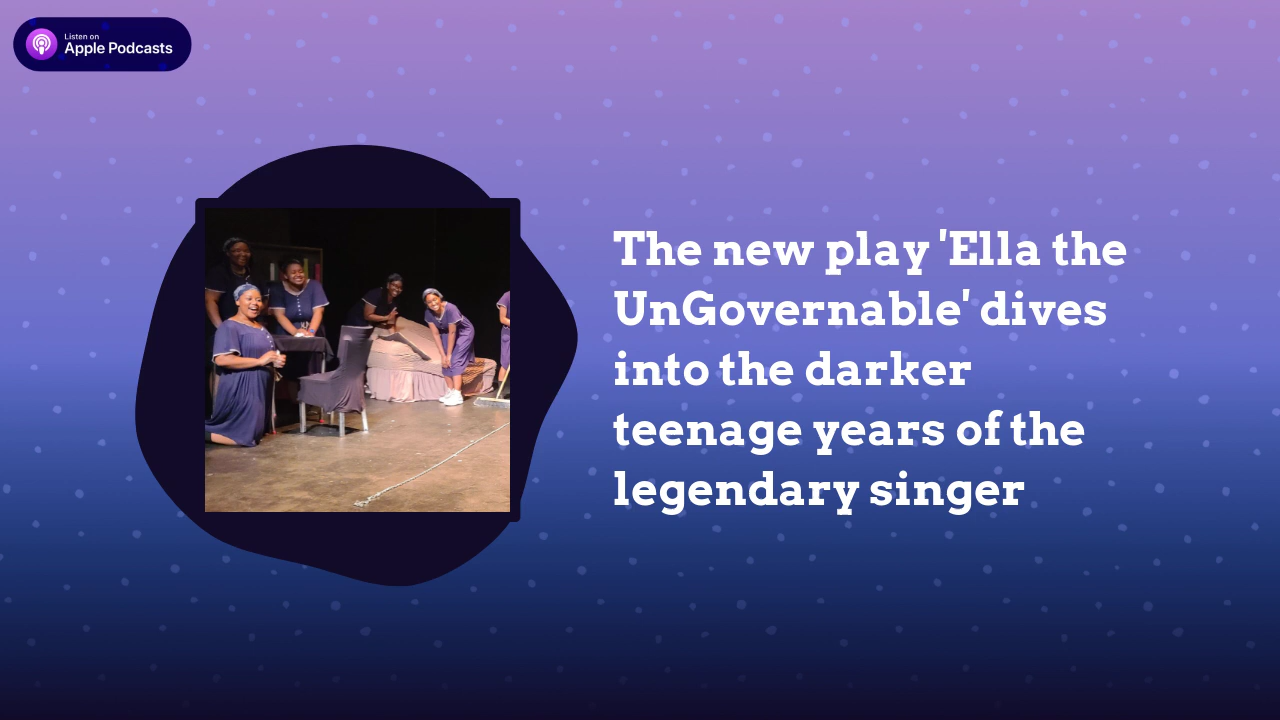 Listen on
Apple Podcasts
The new play 'Ella the
UnGovernable' dives
into the darker
teenage years of the
legendary singer